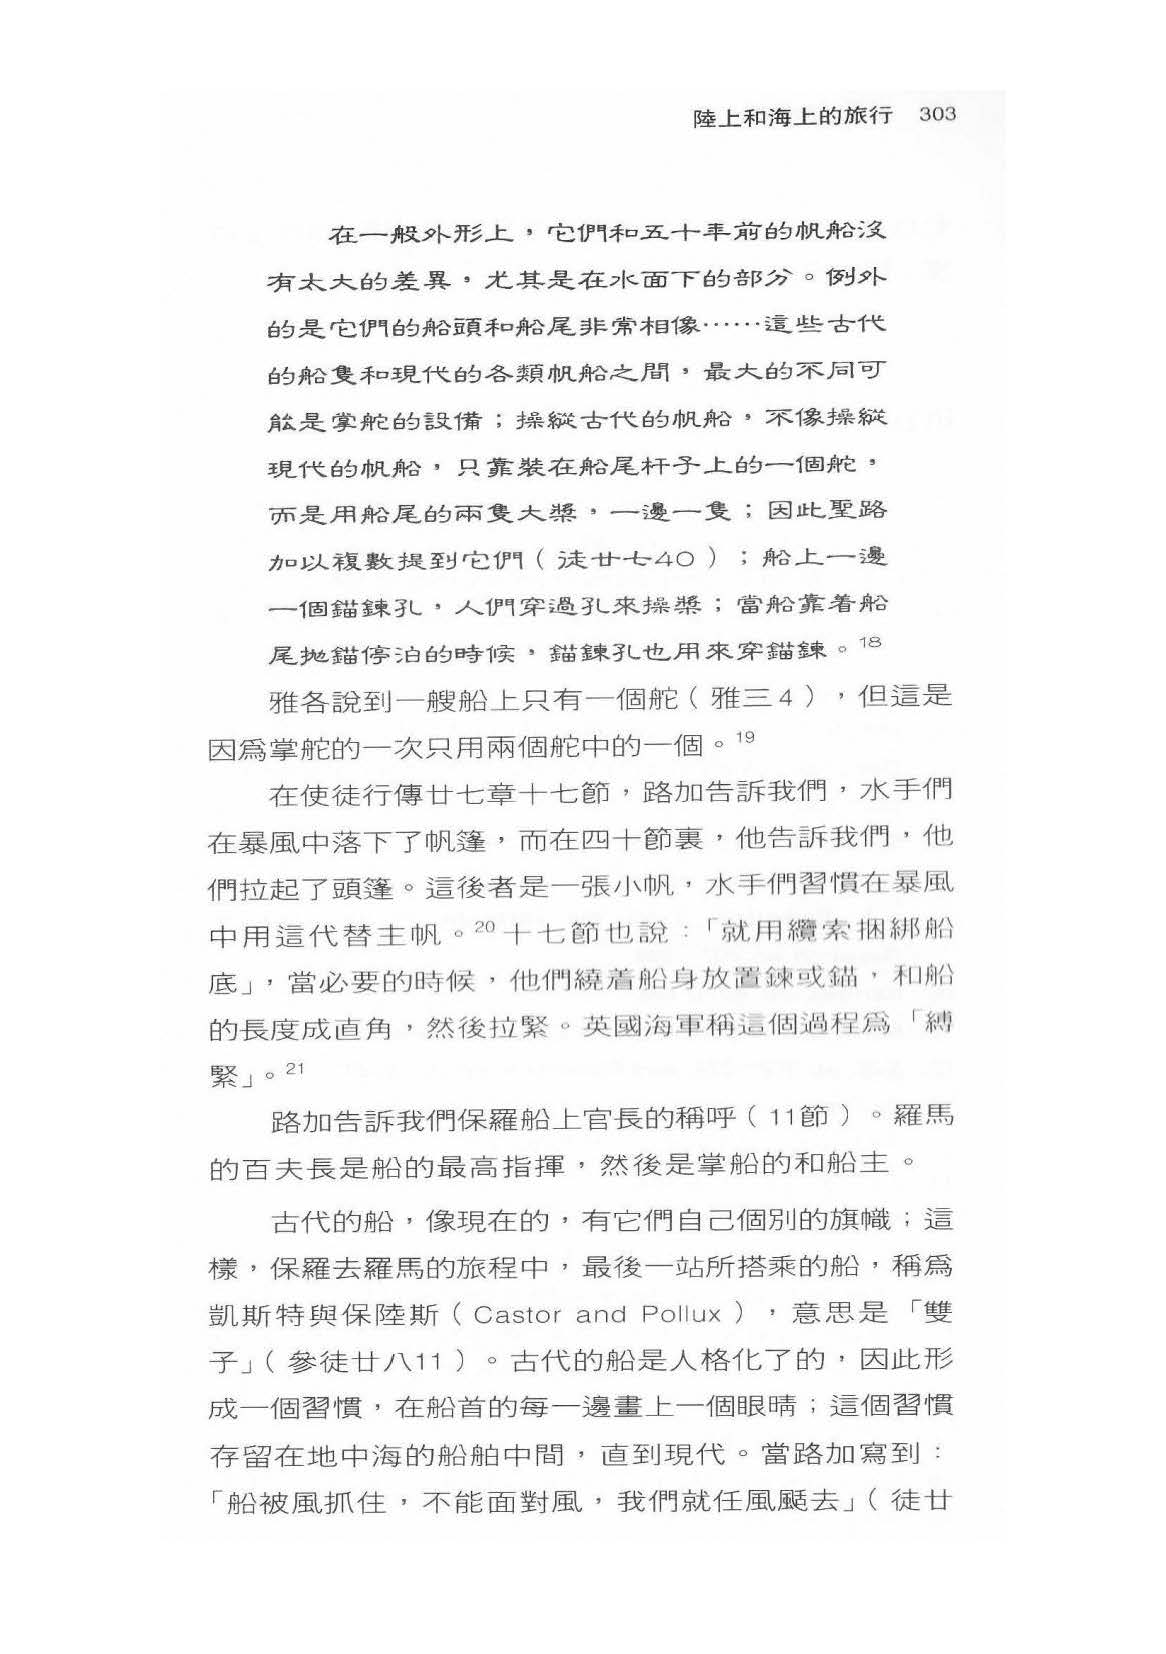 陸上和海上的旅行 303
在一般外形上，它們和五十年前的帆船沒
有太大的差異，尤其是在水面下的部分。例外
的是它們的船頭和船尾非常相像……這些古代
的船隻和現代的各類帆船之間，最大的不同可
能是掌舵的設備；操縱古代的帆船，不像操縱
現代的帆船，只靠裝在船尾杆子上的一個舵，
而是用船尾的兩隻大槳，一邊一隻；因此聖路
加以複數提到它們（徒廿七40）；船上一邊
一個錨鍊孔，人們穿過孔來操槳；當船靠着船
尾拋錨停泊的時候，錨鍊孔也用來穿錨鍊。18
雅各說到一艘船上只有一個舵（雅三4），但這是
因爲掌舵的一次只用兩個舵中的一個。19
在使徒行傳廿七章十七節，路加告訴我們，水手們
在暴風中落下了帆篷，而在四十節裏，他告訴我們，他
們拉起了頭篷。這後者是一張小帆，水手們習慣在暴風
中用這代替主帆。20十七節也說：「就用纜索捆綁船
底」，當必要的時候，他們繞着船身放置鍊或錨，和船
的長度成直角，然後拉緊。英國海軍稱這個過程爲「縛
緊」。21
路加告訴我們保羅船上官長的稱呼（11節）。羅馬
的百夫長是船的最高指揮，然後是掌船的和船主。
古代的船，像現在的，有它們自己個別的旗幟；這
樣，保羅去羅馬的旅程中，最後一站所搭乘的船，稱爲
凱斯特與保陸斯（Castor and Pollux），意思是「雙
子」（參徒廿八11）。古代的船是人格化了的，因此形
成一個習慣，在船首的每一邊畫上一個眼睛；這個習慣
存留在地中海的船舶中間，直到現代。當路加寫到：
「船被風抓住，不能面對風，我們就任風颳去」（徒廿